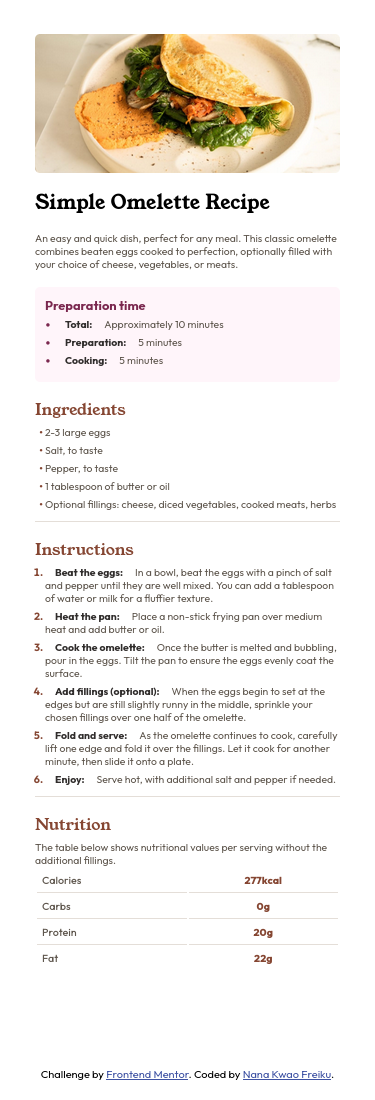 Simple Omelette Recipe
An easy and quick dish, perfect for any meal. This classic omelette
combines beaten eggs cooked to perfection, optionally filled with
your choice of cheese, vegetables, or meats.
Preparation time
• Total: Approximately 10 minutes
• Preparation: 5 minutes
• Cooking: 5 minutes
Ingredients
• 2-3 large eggs
• Salt, to taste
• Pepper, to taste
• 1 tablespoon of butter or oil
• Optional fillings: cheese, diced vegetables, cooked meats, herbs
Instructions
1. Beat the eggs: In a bowl, beat the eggs with a pinch of salt
and pepper until they are well mixed. You can add a tablespoon
of water or milk for a fluffier texture.
2. Heat the pan: Place a non-stick frying pan over medium
heat and add butter or oil.
3. Cook the omelette: Once the butter is melted and bubbling,
pour in the eggs. Tilt the pan to ensure the eggs evenly coat the
surface.
4. Add fillings (optional): When the eggs begin to set at the
edges but are still slightly runny in the middle, sprinkle your
chosen fillings over one half of the omelette.
5. Fold and serve: As the omelette continues to cook, carefully
lift one edge and fold it over the fillings. Let it cook for another
minute, then slide it onto a plate.
6. Enjoy: Serve hot, with additional salt and pepper if needed.
Nutrition
The table below shows nutritional values per serving without the
additional fillings.
Calories 277kcal
Carbs 0g
Protein 20g
Fat 22g
Challenge by Frontend Mentor. Coded by Nana Kwao Freiku.